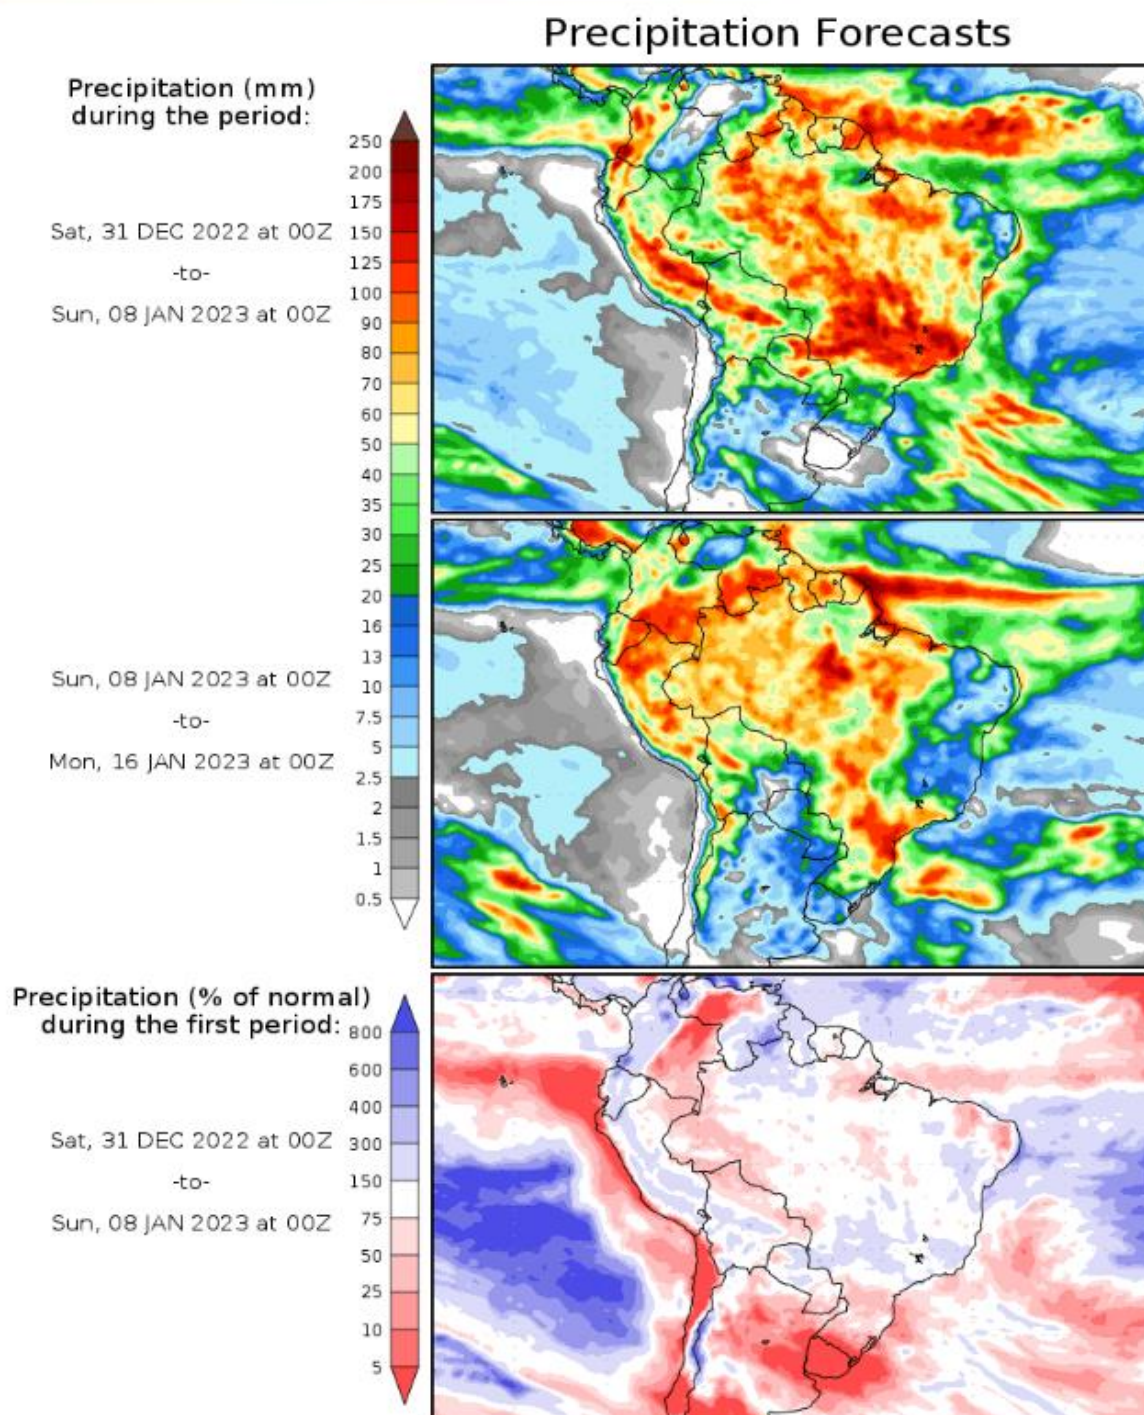 Precipitation Forecasts
Precipitation (mm)
during the period:
250
200
175
150
125
100
90
80
70
60
50
40
35
30
25
20
16
13
10
7.5
5
2.5
2
1.5
1
0.5
Sat, 31 DEC 2022 at 00Z
-to-
Sun, 08 JAN 2023 at 00Z
Sun, 08 JAN 2023 at 00Z
-to-
Mon, 16 JAN 2023 at 00Z
Precipitation (% of normal)
during the first period:
800
600
400
300
150
75
50
25
10
5
Sat, 31 DEC 2022 at 00Z
-to-
Sun, 08 JAN 2023 at 00Z